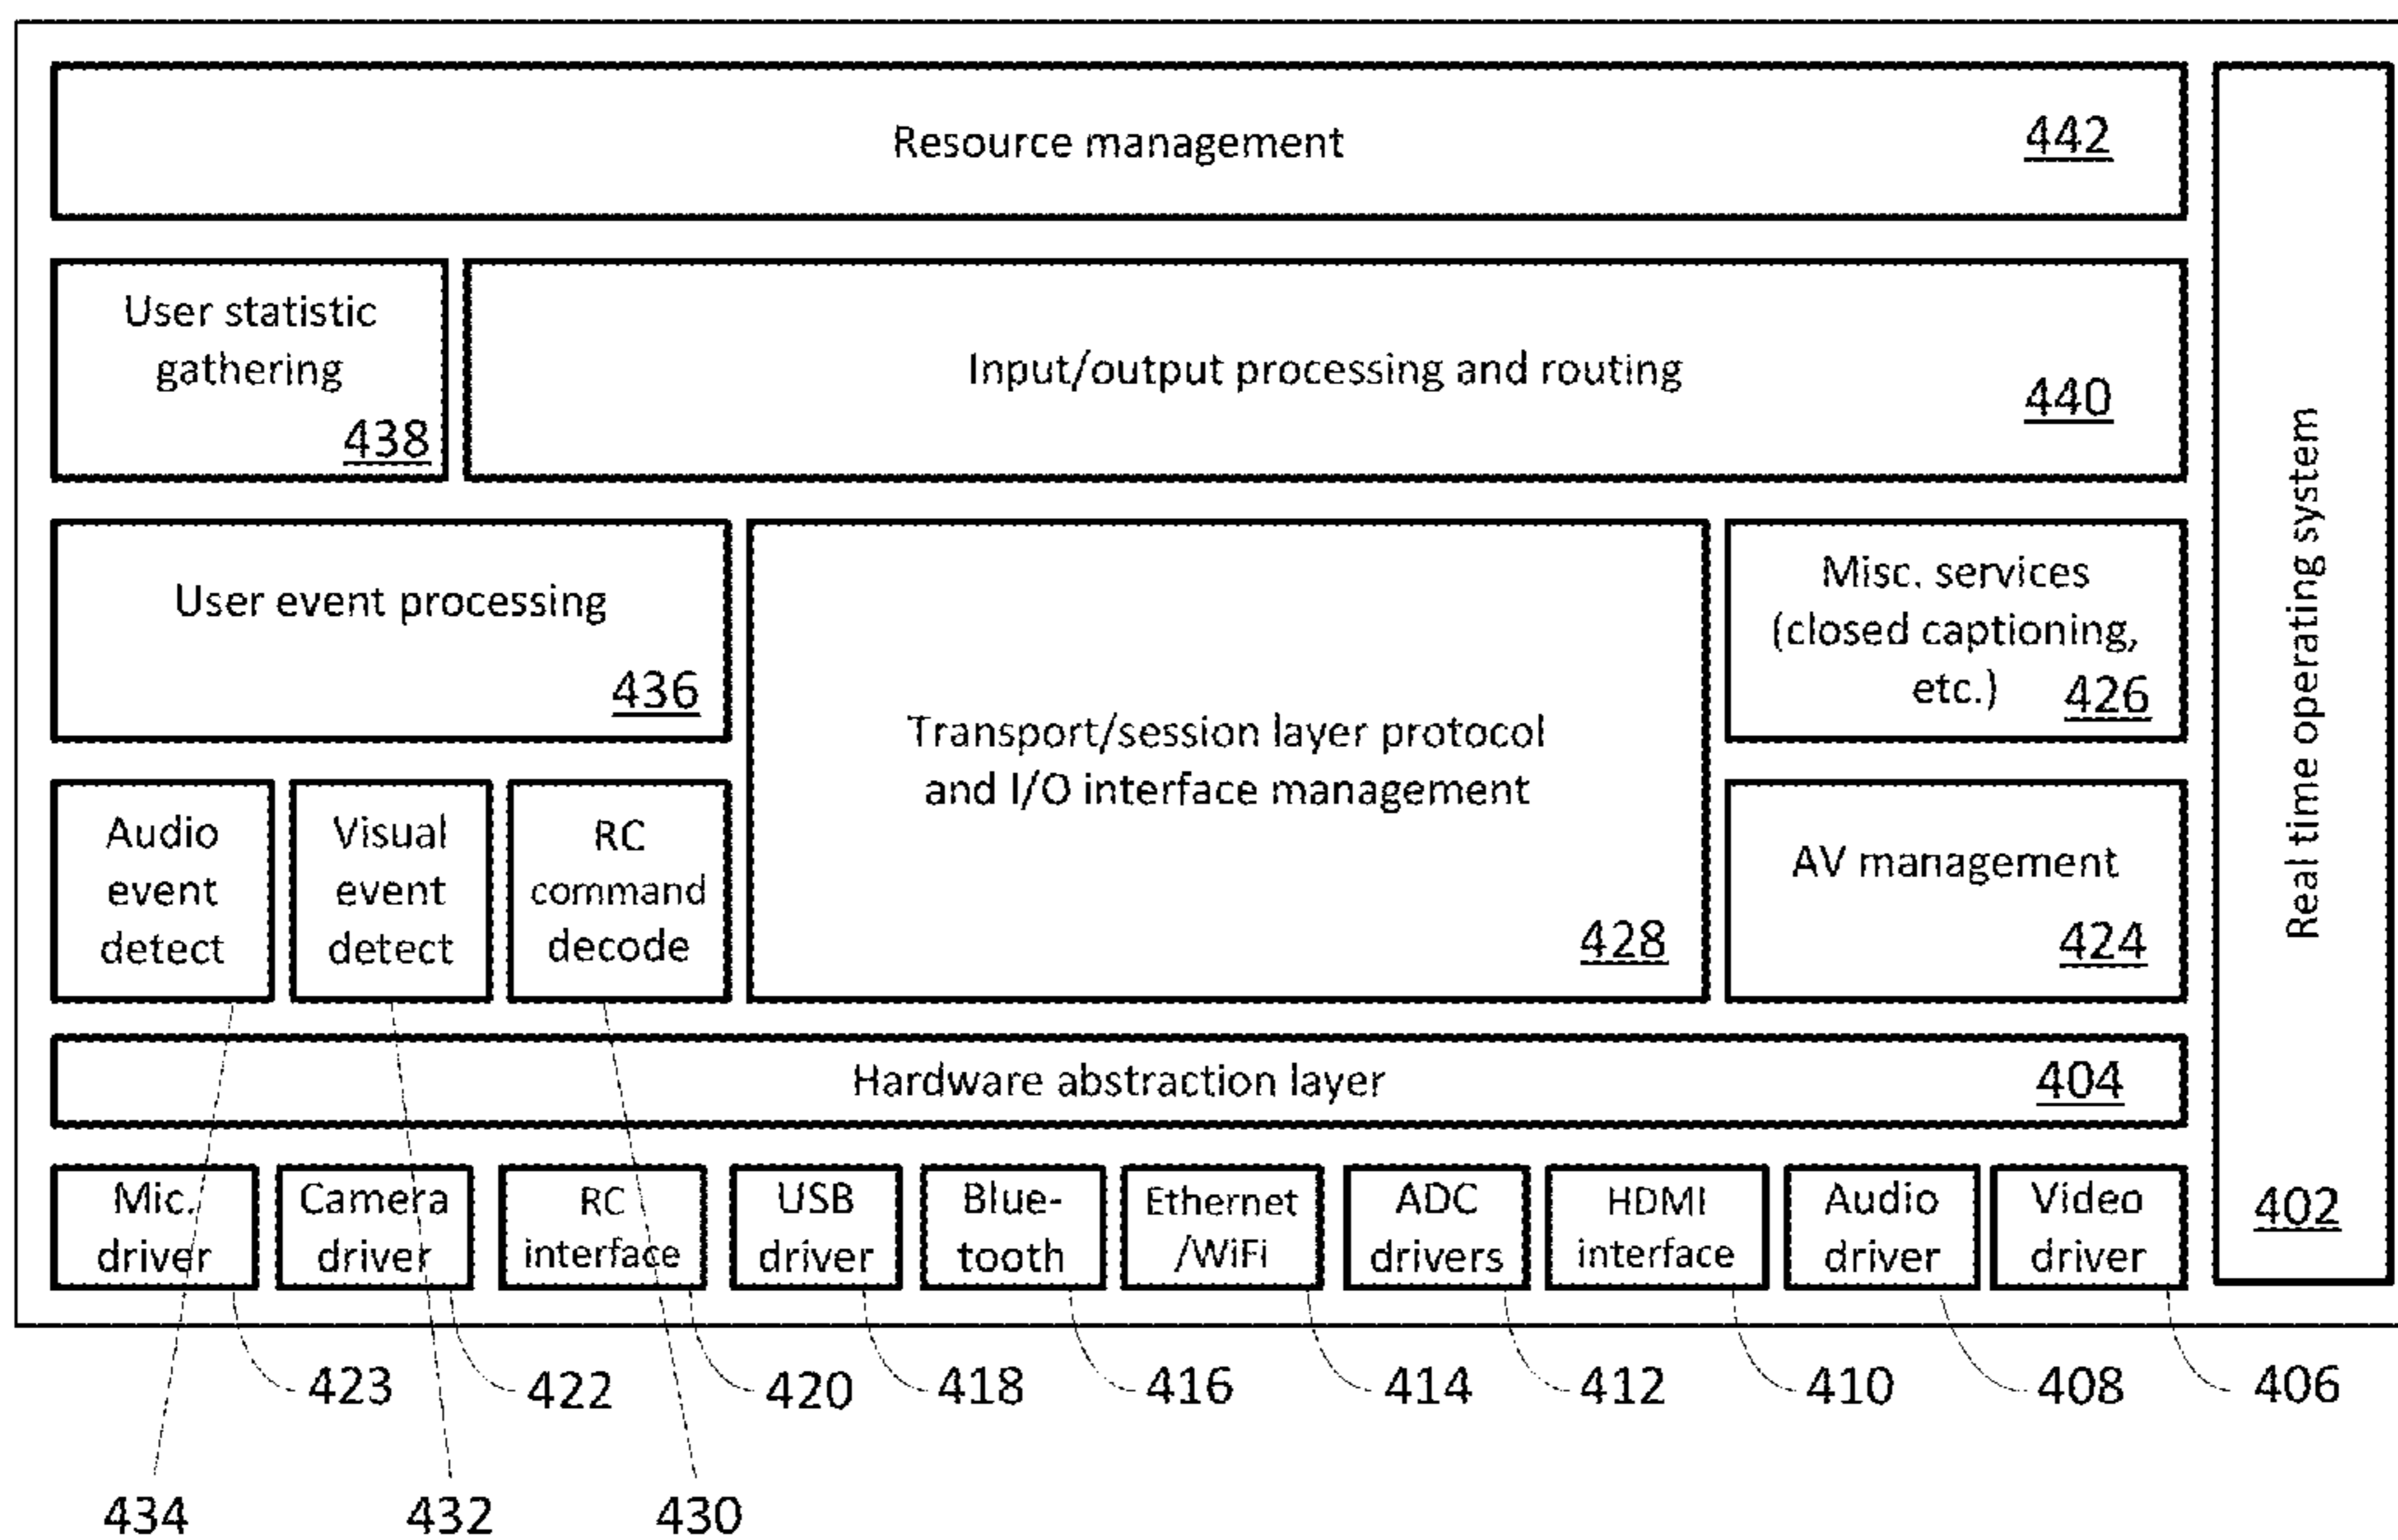 Resource management
442
User statistic
gathering
438
Input/output processing and routing
440
User event processing
436
Transport/session layer protocol
and I/O interface management
428
Misc. services
(closed captioning,
etc.) 426
Audio
event
detect
Visual
event
detect
RC
command
decode
AV management
424
Real time operating system
402
Hardware abstraction layer
404
Mic.
driver
Camera
driver
RC
interface
USB
driver
Blue-
tooth
Ethernet
/WiFi
ADC
drivers
HDMI
interface
Audio
driver
Video
driver
423
422
420
418
416
414
412
410
408
406
434
432
430